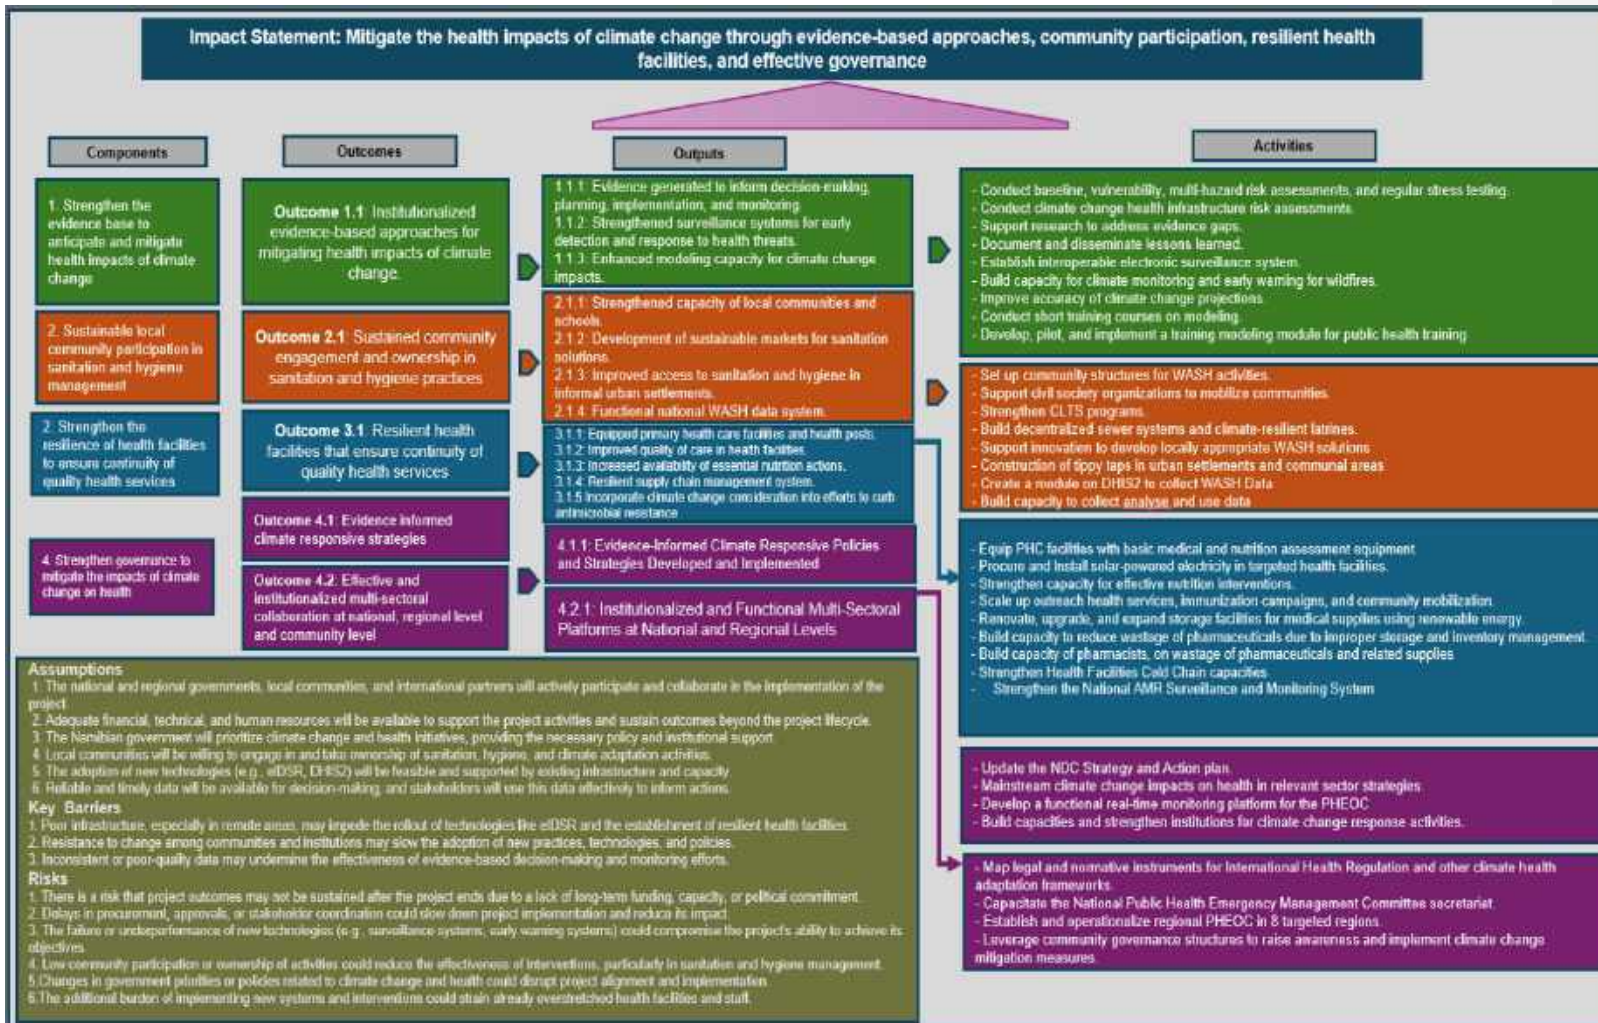 Impact Statement: Mitigate the health impacts of climate change through evidence-based approaches, community participation, resilient health
facilities, and effective governance
Components
Outcomes
Outputs
Activities
1. Strengthen the
evidence base to
anticipate and mitigate
health impacts of climate
change
Outcome 1.1: Institutionalized
evidence-based approaches for
mitigating health impacts of climate
change.
1.1.1: Evidence generated to inform decision-making,
planning, implementation, and monitoring.
1.1.2: Strengthened surveillance systems for early
detection and response to health threats.
1.1.3: Enhanced modeling capacity for climate change
impacts.
- Conduct baseline, vulnerability, multi-hazard risk assessments, and regular stress testing.
- Conduct climate change health infrastructure risk assessments.
- Support research to address evidence gaps.
- Document and disseminate lessons learned.
- Establish interoperable electronic surveillance system.
- Build capacity for climate monitoring and early warning for wildfires.
- Improve accuracy of climate change projections.
- Conduct short training courses on modeling.
- Develop, pilot, and implement a training modeling module for public health training
2. Sustainable local
community participation in
sanitation and hygiene
management
Outcome 2.1: Sustained community
engagement and ownership in
sanitation and hygiene practices
2.1.1: Strengthened capacity of local communities and
schools.
2.1.2: Development of sustainable markets for sanitation
solutions.
2.1.3: Improved access to sanitation and hygiene in
informal urban settlements.
2.1.4: Functional national WASH data system.
- Set up community structures for WASH activities.
- Support civil society organizations to mobilize communities.
- Strengthen CLTS programs.
- Build decentralized sewer systems and climate-resilient latrines.
- Support innovation to develop locally appropriate WASH solutions
- Construction of tippy taps in urban settlements and communal areas
- Create a module on DHIS2 to collect WASH Data
- Build capacity to collect analyse and use data
2. Strengthen the
resilience of health facilities
to ensure continuity of
quality health services
Outcome 3.1: Resilient health
facilities that ensure continuity of
quality health services
3.1.1: Equipped primary health care facilities and health posts.
3.1.2: Improved quality of care in health facilities.
3.1.3: Increased availability of essential nutrition actions.
3.1.4: Resilient supply chain management system.
3.1.5 Incorporate climate change consideration into efforts to curb
antimicrobial resistance
- Equip PHC facilities with basic medical and nutrition assessment equipment
- Procure and Install solar-powered electricity in targeted health facilities.
- Strengthen capacity for effective nutrition interventions.
- Scale up outreach health services, immunization campaigns, and community mobilization
- Renovate, upgrade, and expand storage facilities for medical supplies using renewable energy.
- Build capacity to reduce wastage of pharmaceuticals due to improper storage and inventory management.
- Build capacity of pharmacists, on wastage of pharmaceuticals and related supplies
- Strengthen Health Facilities Cold Chain capacities
- Strengthen the National AMR Surveillance and Monitoring System
4. Strengthen governance to
mitigate the impacts of climate
change on health
Outcome 4.1: Evidence informed
climate responsive strategies
Outcome 4.2: Effective and
institutionalized multi-sectoral
collaboration at national, regional level
and community level
4.1.1: Evidence-Informed Climate Responsive Policies
and Strategies Developed and Implemented
4.2.1: Institutionalized and Functional Multi-Sectoral
Platforms at National and Regional Levels
- Update the NDC Strategy and Action plan.
- Mainstream climate change impacts on health in relevant sector strategies.
- Develop a functional real-time monitoring platform for the PHEOC
- Build capacities and strengthen institutions for climate change response activities.
- Map legal and normative instruments for International Health Regulation and other climate health
adaptation frameworks.
- Capacitate the National Public Health Emergency Management Committee secretariat.
- Establish and operationalize regional PHEOC in 8 targeted regions.
- Leverage community governance structures to raise awareness and implement climate change
mitigation measures.
Assumptions
1. The national and regional governments, local communities, and international partners will actively participate and collaborate in the implementation of the
project
2. Adequate financial, technical, and human resources will be available to support the project activities and sustain outcomes beyond the project lifecycle.
3. The Namibian government will prioritize climate change and health initiatives, providing the necessary policy and institutional support
4. Local communities will be willing to engage in and take ownership of sanitation, hygiene, and climate adaptation activities.
5. The adoption of new technologies (e.g., eIDSR, DHIS2) will be feasible and supported by existing infrastructure and capacity.
6. Reliable and timely data will be available for decision-making, and stakeholders will use this data effectively to inform actions.
Key Barriers
1. Poor infrastructure, especially in remote areas, may impede the rollout of technologies like eIDSR and the establishment of resilient health facilities.
2. Resistance to change among communities and institutions may slow the adoption of new practices, technologies, and policies.
3. Inconsistent or poor-quality data may undermine the effectiveness of evidence-based decision-making and monitoring efforts.
Risks
1. There is a risk that project outcomes may not be sustained after the project ends due to a lack of long-term funding, capacity, or political commitment.
2. Delays in procurement, approvals, or stakeholder coordination could slow down project implementation and reduce its impact.
3. The failure or underperformance of new technologies (e.g., surveillance systems, early warning systems) could compromise the project's ability to achieve its
objectives
4. Low community participation or ownership of activities could reduce the effectiveness of interventions, particularly in sanitation and hygiene management.
5.Changes in government priorities or policies related to climate change and health could disrupt project alignment and implementation
6.The additional burden of implementing new systems and interventions could strain already overstretched health facilities and staff.